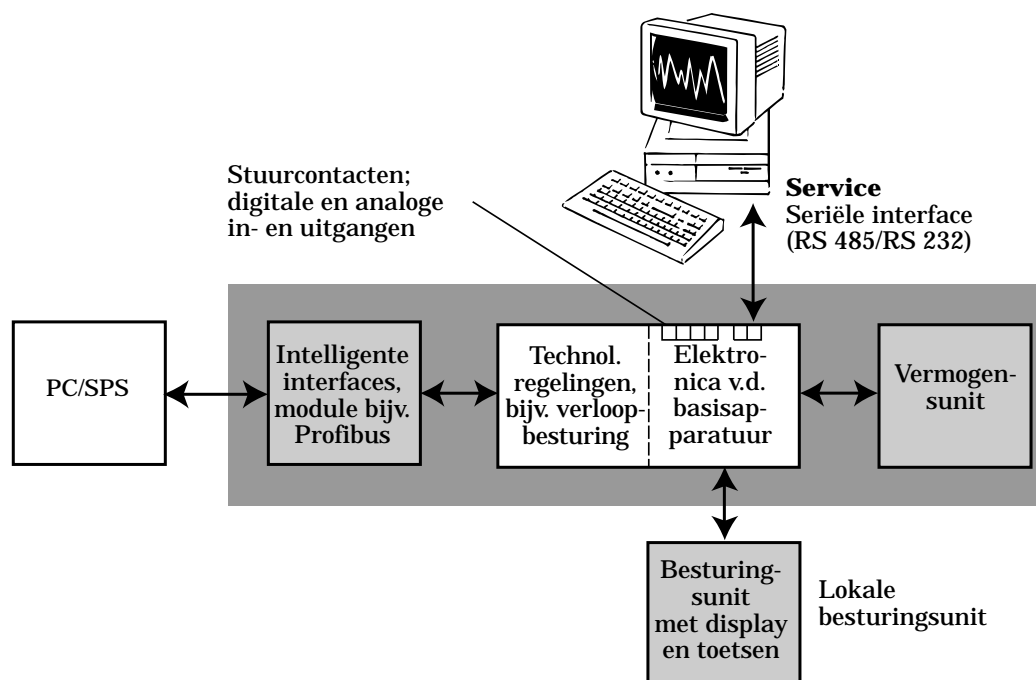 Stuurcontacten;
digitale en analoge
in- en uitgangen
Service
Seriële interface
(RS 485/RS 232)
PC/SPS
Intelligente
interfaces,
module bijv.
Profibus
Technol.
regelingen,
bijv. verloop-
besturing
Elektro-
nica v.d.
basisap-
paratuur
Vermogen-
sunit
Besturing-
sunit
met display
en toetsen
Lokale
besturingsunit